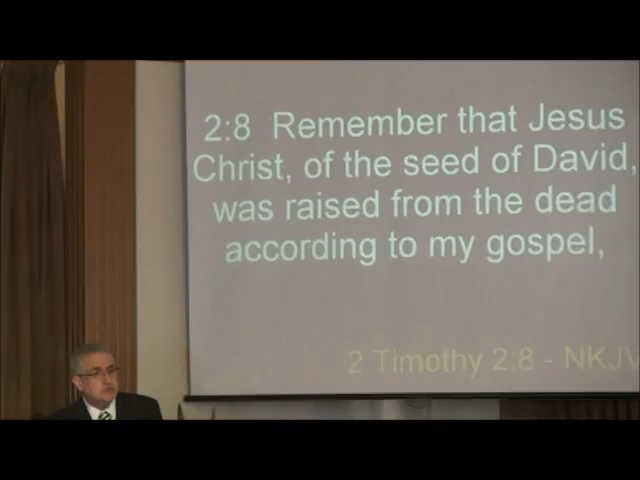 2:8 Remember that Jesus
Christ, of the seed of David,
was raised from the dead
according to my gospel,
2 Timothy 2:8 - NKJV